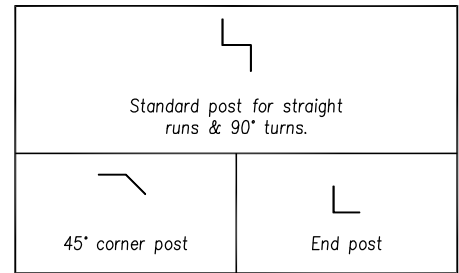 Standard post for straight
runs & 90° turns.
45° corner post
End post